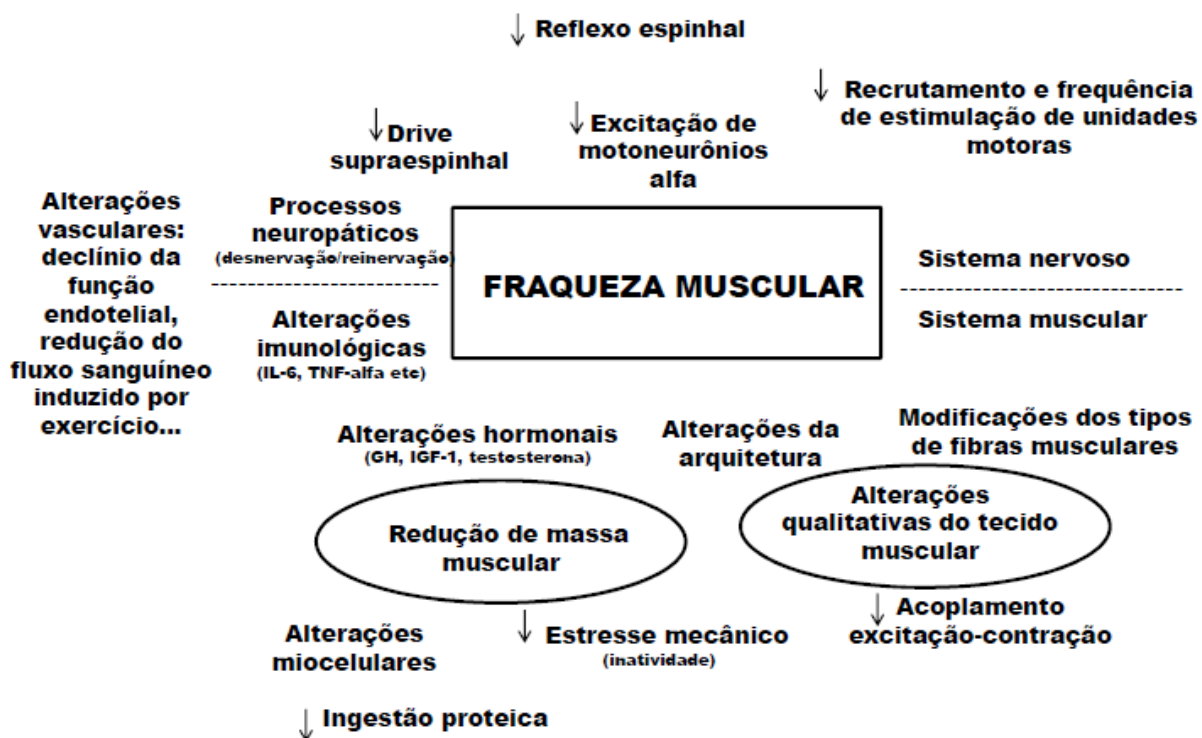 ↓ Reflexo espinhal
↓ Recrutamento e frequência
de estimulação de unidades
motoras
↓ Drive
supraespinhal
↓ Excitação de
motoneurônios
alfa
Alterações
vasculares:
declínio da
função
endotelial,
redução do
fluxo sanguíneo
induzido por
exercício...
Processos
neuropáticos
(desnervação/reinervação)
Alterações
imunológicas
(IL-6, TNF-alfa etc)
FRAQUEZA MUSCULAR
Sistema nervoso
Sistema muscular
Alterações hormonais
(GH, IGF-1, testosterona)
Alterações da
arquitetura
Modificações dos tipos
de fibras musculares
Redução de massa
muscular
Alterações
qualitativas do tecido
muscular
Alterações
miocelulares
↓ Estresse mecânico
(inatividade)
↓ Acoplamento
excitação-contração
↓ Ingestão proteica